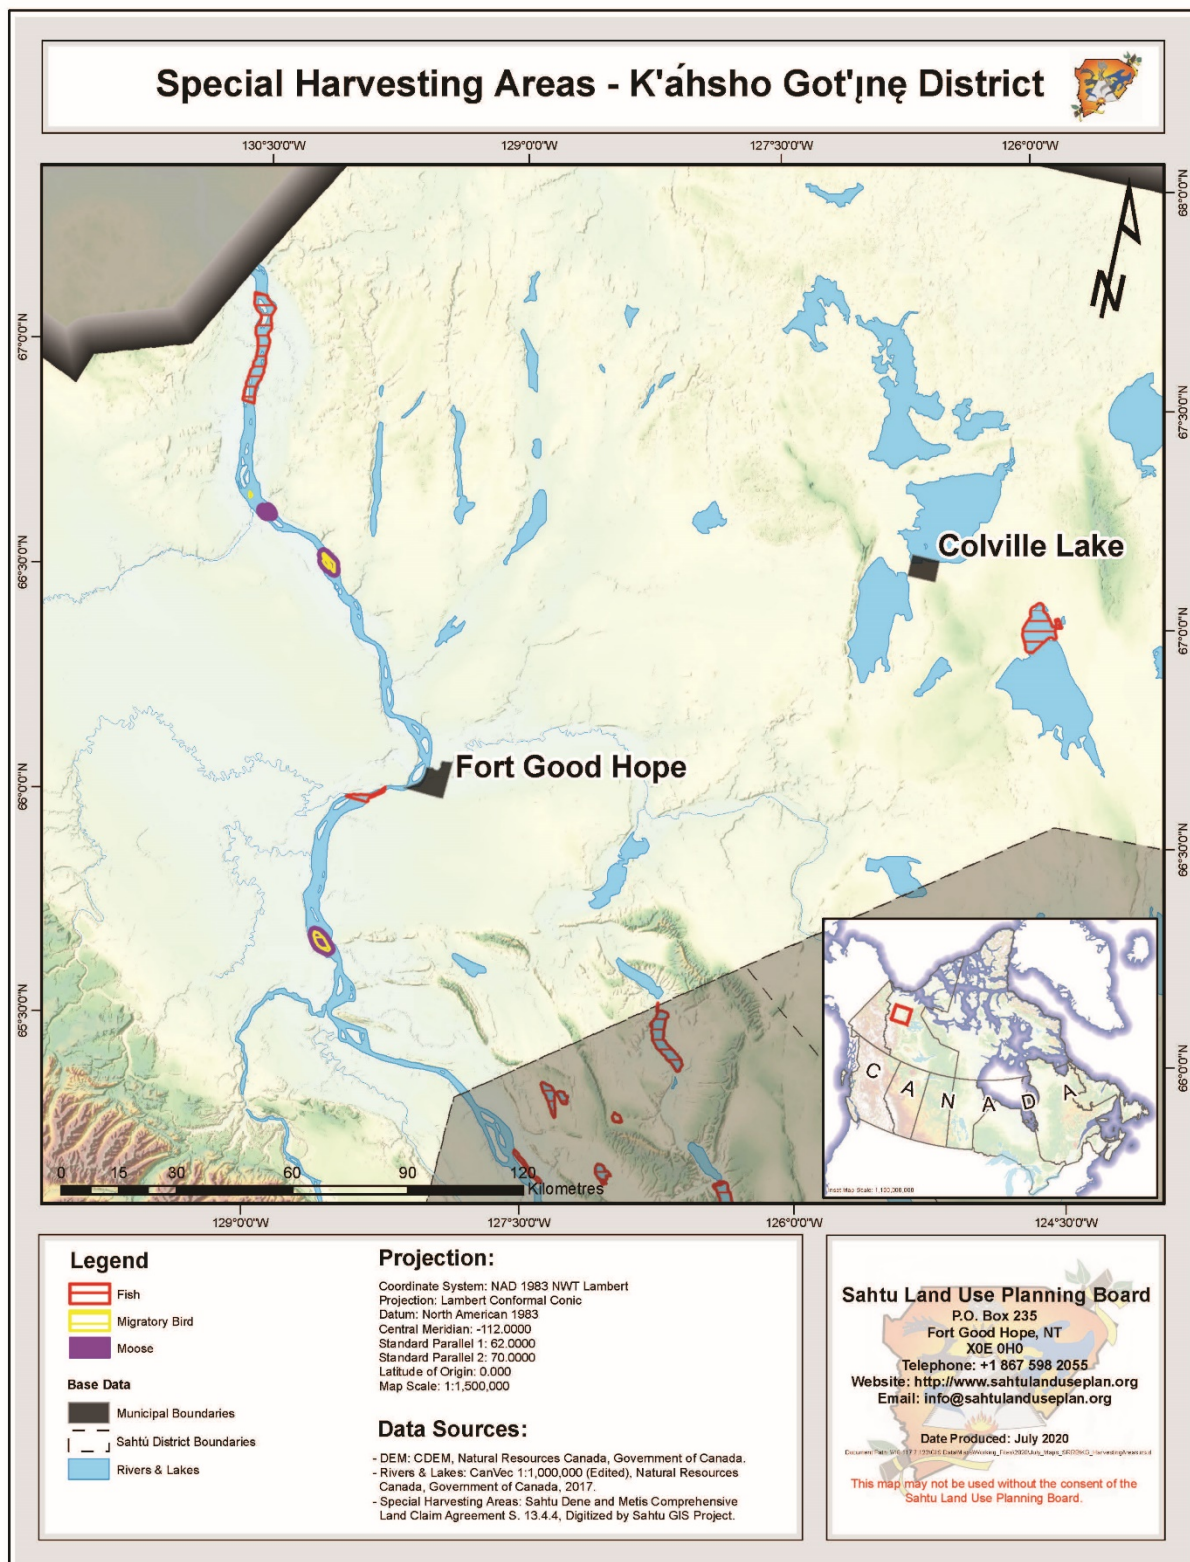 Special Harvesting Areas - K'áhsho Got'ı̨nę District
130°30'0"W 129°0'0"W 127°30'0"W 126°0'0"W
68°0'0"N
67°0'0"N
67°30'0"N
N
Colville Lake
66°30'0"N
67°0'0"N
Fort Good Hope
66°0'0"N
66°30'0"N
65°30'0"N
66°0'0"N
CANADA
Inset Map Scale: 1:100,000,000
0 15 30 60 90 120
Kilometres
129°0'0"W 127°30'0"W 126°0'0"W 124°30'0"W
Legend
Fish
Migratory Bird
Moose
Base Data
Municipal Boundaries
Sahtú District Boundaries
Rivers & Lakes
Projection:
Coordinate System: NAD 1983 NWT Lambert
Projection: Lambert Conformal Conic
Datum: North American 1983
Central Meridian: -112.0000
Standard Parallel 1: 62.0000
Standard Parallel 2: 70.0000
Latitude of Origin: 0.000
Map Scale: 1:1,500,000
Data Sources:
- DEM: CDEM, Natural Resources Canada, Government of Canada.
- Rivers & Lakes: CanVec 1:1,000,000 (Edited), Natural Resources
Canada, Government of Canada, 2017.
- Special Harvesting Areas: Sahtu Dene and Metis Comprehensive
Land Claim Agreement S. 13.4.4, Digitized by Sahtu GIS Project.
Sahtu Land Use Planning Board
P.O. Box 235
Fort Good Hope, NT
X0E 0H0
Telephone: +1 867 598 2055
Website: http://www.sahtulanduseplan.org
Email: info@sahtulanduseplan.org
Date Produced: July 2020
Document Path:
This map may not be used without the consent of the
Sahtu Land Use Planning Board.